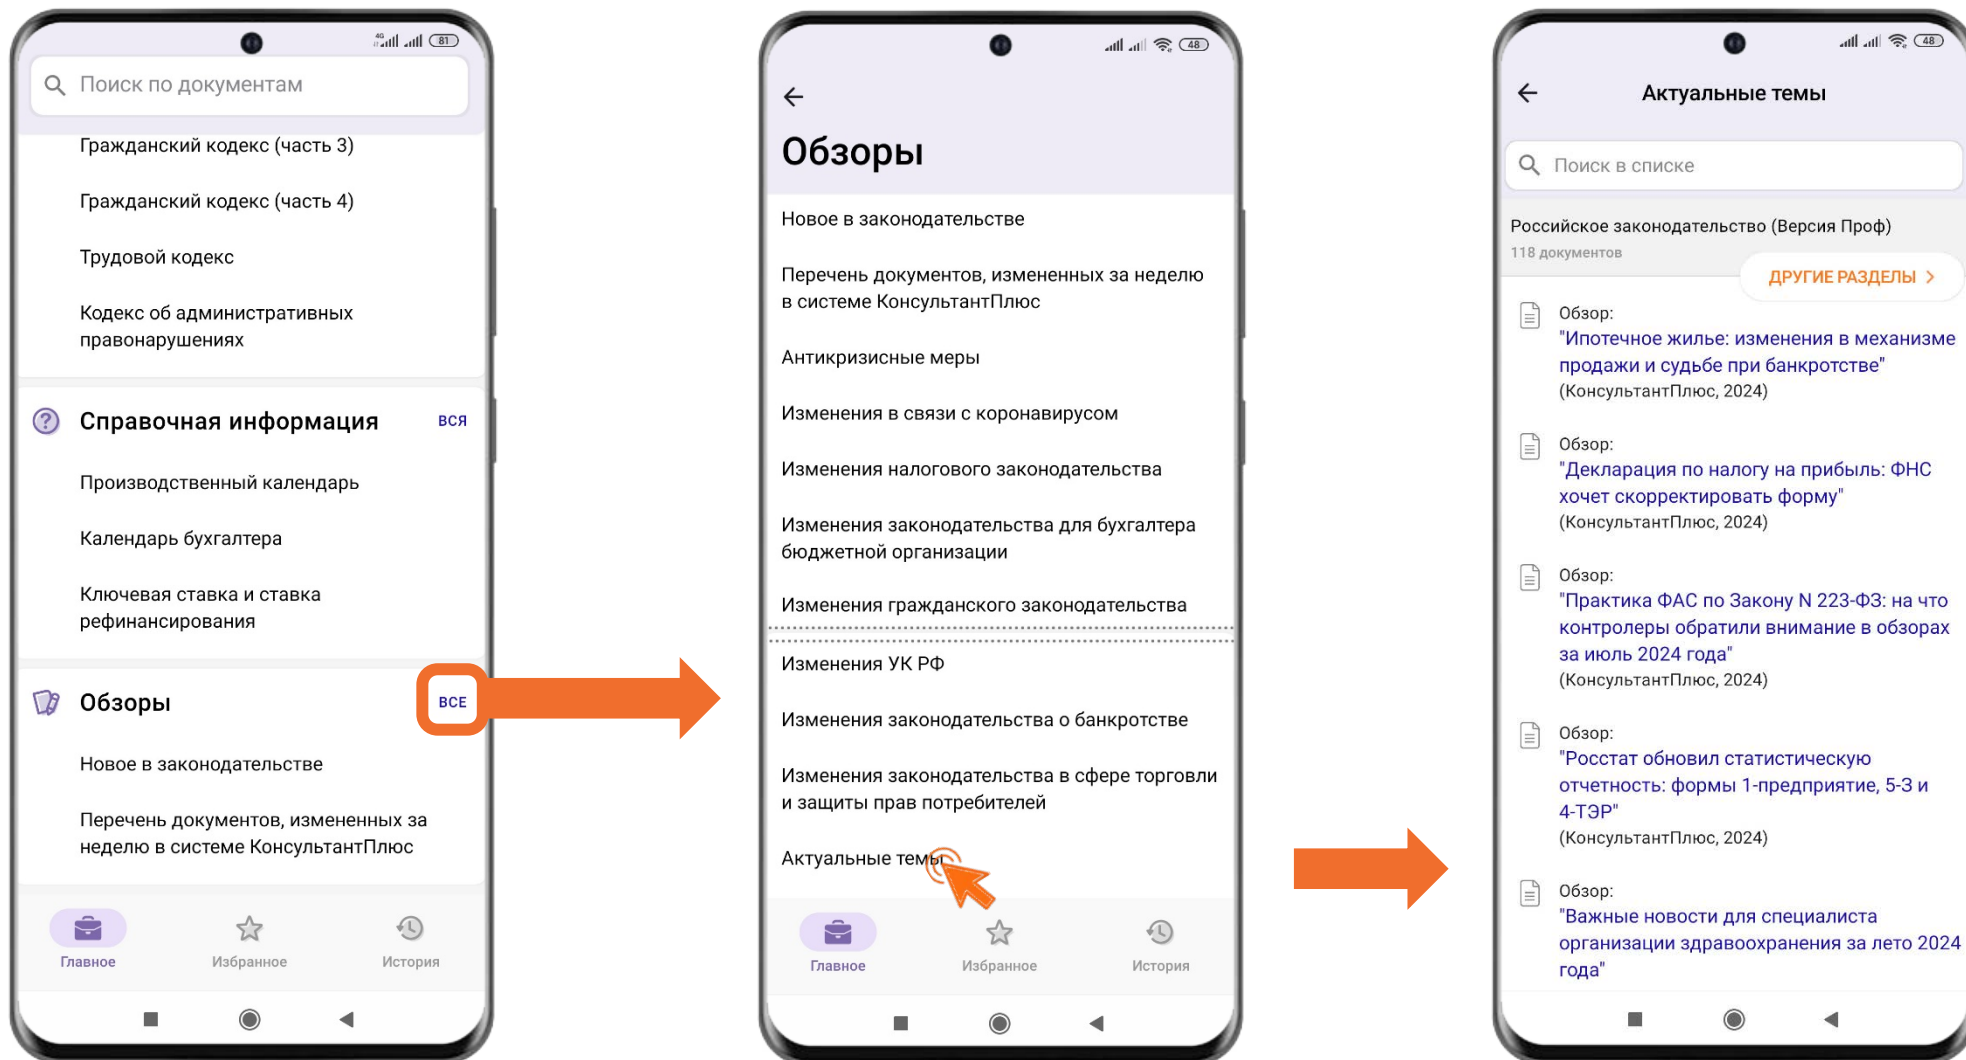 4G
81
Поиск по документам
Гражданский кодекс (часть 3)
Гражданский кодекс (часть 4)
Трудовой кодекс
Кодекс об административных
правонарушениях
Справочная информация
ВСЯ
Производственный календарь
Календарь бухгалтера
Ключевая ставка и ставка
рефинансирования
Обзоры
ВСЕ
Новое в законодательстве
Перечень документов, измененных за
неделю в системе КонсультантПлюс
Главное
Избранное
История
48
Обзоры
Новое в законодательстве
Перечень документов, измененных за неделю
в системе КонсультантПлюс
Антикризисные меры
Изменения в связи с коронавирусом
Изменения налогового законодательства
Изменения законодательства для бухгалтера
бюджетной организации
Изменения гражданского законодательства
Изменения УК РФ
Изменения законодательства о банкротстве
Изменения законодательства в сфере торговли
и защиты прав потребителей
Актуальные темы
Главное
Избранное
История
48
Актуальные темы
Поиск в списке
Российское законодательство (Версия Проф)
118 документов
ДРУГИЕ РАЗДЕЛЫ >
Обзор:
"Ипотечное жилье: изменения в механизме
продажи и судьбе при банкротстве"
(КонсультантПлюс, 2024)
Обзор:
"Декларация по налогу на прибыль: ФНС
хочет скорректировать форму"
(КонсультантПлюс, 2024)
Обзор:
"Практика ФАС по Закону N 223-ФЗ: на что
контролеры обратили внимание в обзорах
за июль 2024 года"
(КонсультантПлюс, 2024)
Обзор:
"Росстат обновил статистическую
отчетность: формы 1-предприятие, 5-З и
4-ТЭР"
(КонсультантПлюс, 2024)
Обзор:
"Важные новости для специалиста
организации здравоохранения за лето 2024
года"